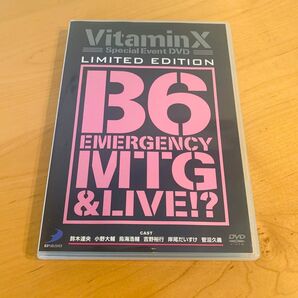 VitaminX
Special Event DVD
LIMITED EDITION
B6
EMERGENCY
MTG
&LIVE!?
CAST
鈴木達央 小野大輔 鳥海浩輔 吉野裕行 岸尾だいすけ 菅沼久義
DVD